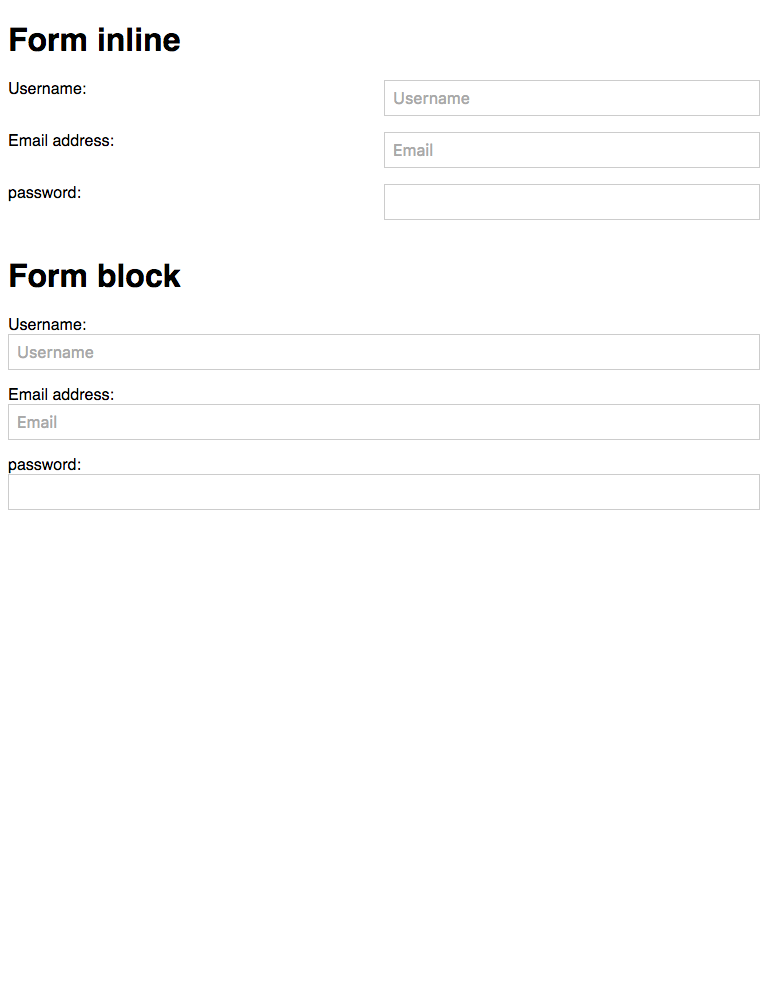 Form inline
Username: Username
Email address: Email
password:
Form block
Username:
Username
Email address:
Email
password: